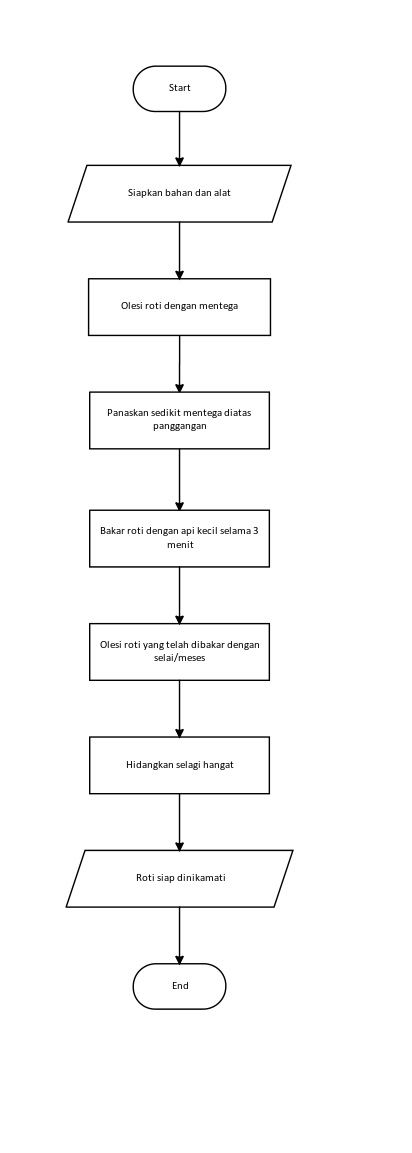 Start
Siapkan bahan dan alat
Olesi roti dengan mentega
Panaskan sedikit mentega diatas
panggangan
Bakar roti dengan api kecil selama 3
menit
Olesi roti yang telah dibakar dengan
selai/meses
Hidangkan selagi hangat
Roti siap dinikamati
End